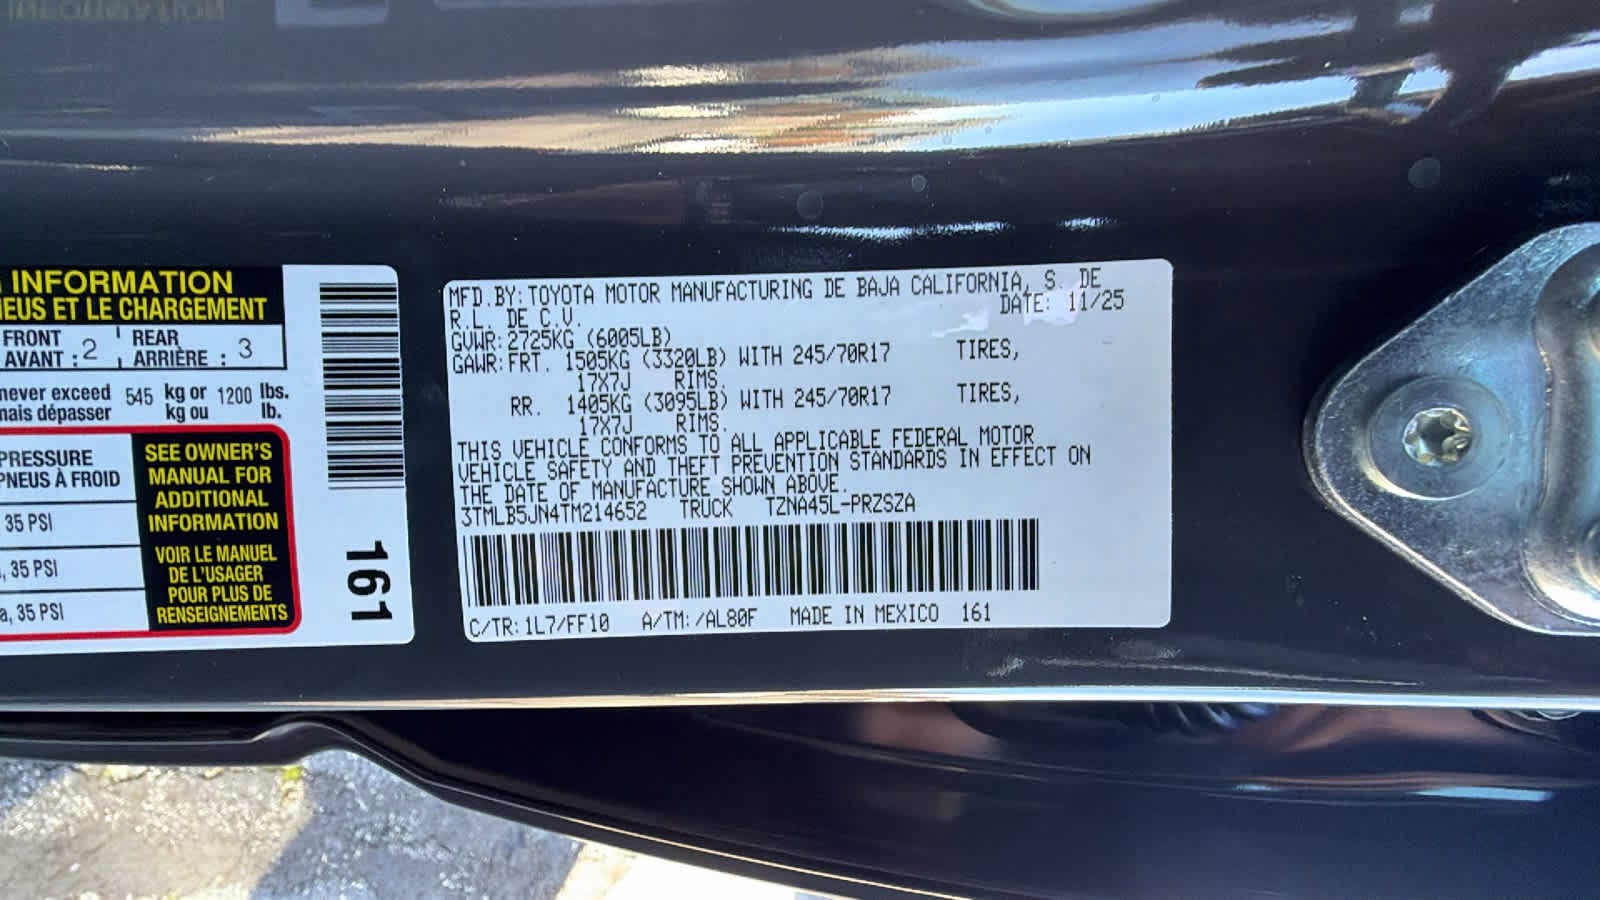 INFORMATION
NEUS ET LE CHARGEMENT
FRONT REAR
AVANT : 2 ARRIÈRE : 3
never exceed 545 kg or 1200 lbs.
mais dépasser kg ou lb.
PRESSURE
PNEUS À FROID
35 PSI
, 35 PSI
a, 35 PSI
SEE OWNER'S
MANUAL FOR
ADDITIONAL
INFORMATION
VOIR LE MANUEL
DE L'USAGER
POUR PLUS DE
RENSEIGNEMENTS
161
MFD.BY:TOYOTA MOTOR MANUFACTURING DE BAJA CALIFORNIA, S. DE
R.L. DE C.V. DATE: 11/25
GVWR:2725KG (6005LB)
GAWR:FRT. 1505KG (3320LB) WITH 245/70R17 TIRES,
17X7J RIMS.
RR. 1405KG (3095LB) WITH 245/70R17 TIRES,
17X7J RIMS.
THIS VEHICLE CONFORMS TO ALL APPLICABLE FEDERAL MOTOR
VEHICLE SAFETY AND THEFT PREVENTION STANDARDS IN EFFECT ON
THE DATE OF MANUFACTURE SHOWN ABOVE.
3TMLB5JN4TM214652 TRUCK TZNA45L-PRZSZA
C/TR:1L7/FF10 A/TM:/AL80F MADE IN MEXICO 161